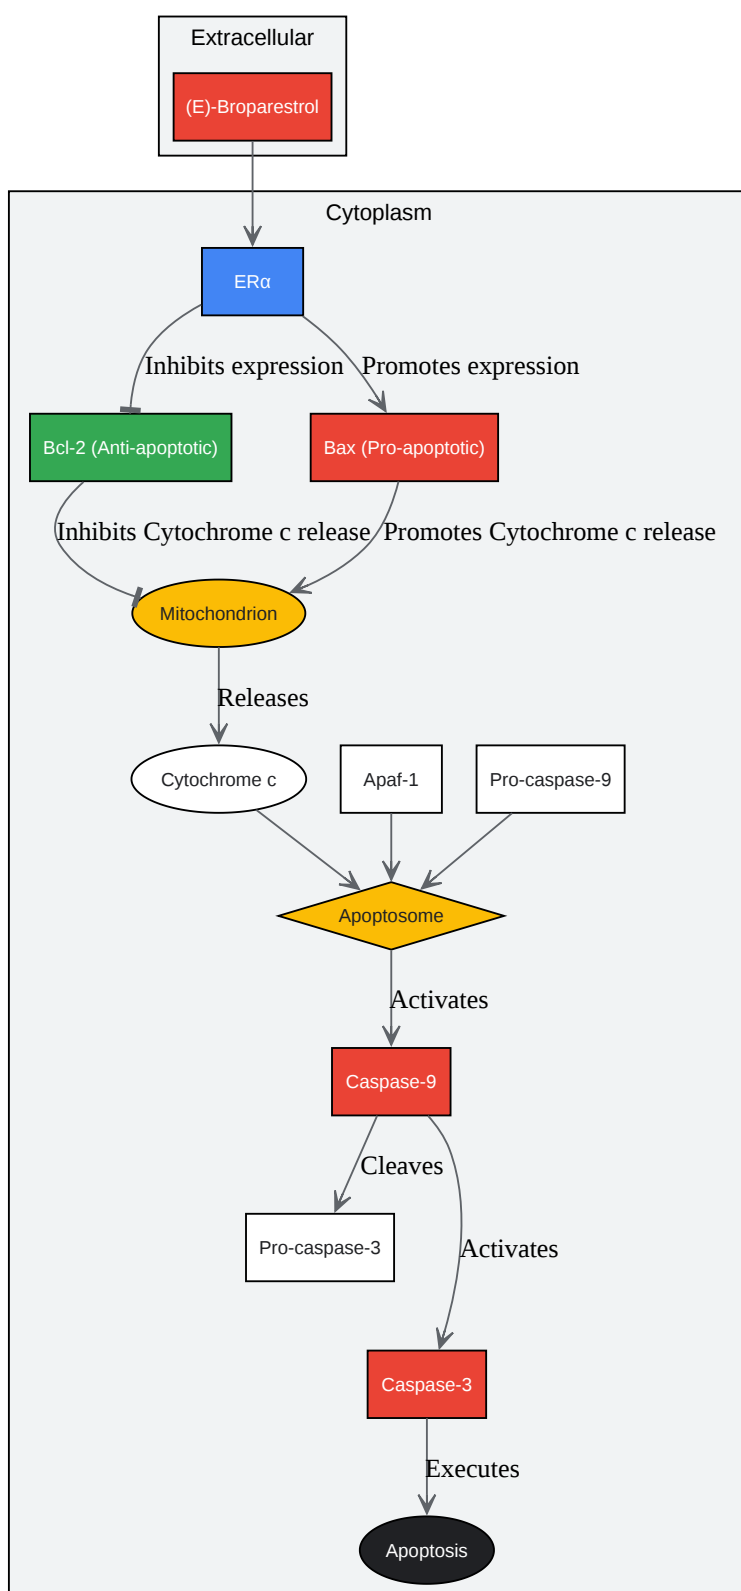 Extracellular
(E)-Broparestrol
Cytoplasm
ERα
Inhibits expression
Promotes expression
Bcl-2 (Anti-apoptotic)
Bax (Pro-apoptotic)
Inhibits Cytochrome c release
Promotes Cytochrome c release
Mitochondrion
Releases
Cytochrome c
Apaf-1
Pro-caspase-9
Apoptosome
Activates
Caspase-9
Cleaves
Pro-caspase-3
Activates
Caspase-3
Executes
Apoptosis